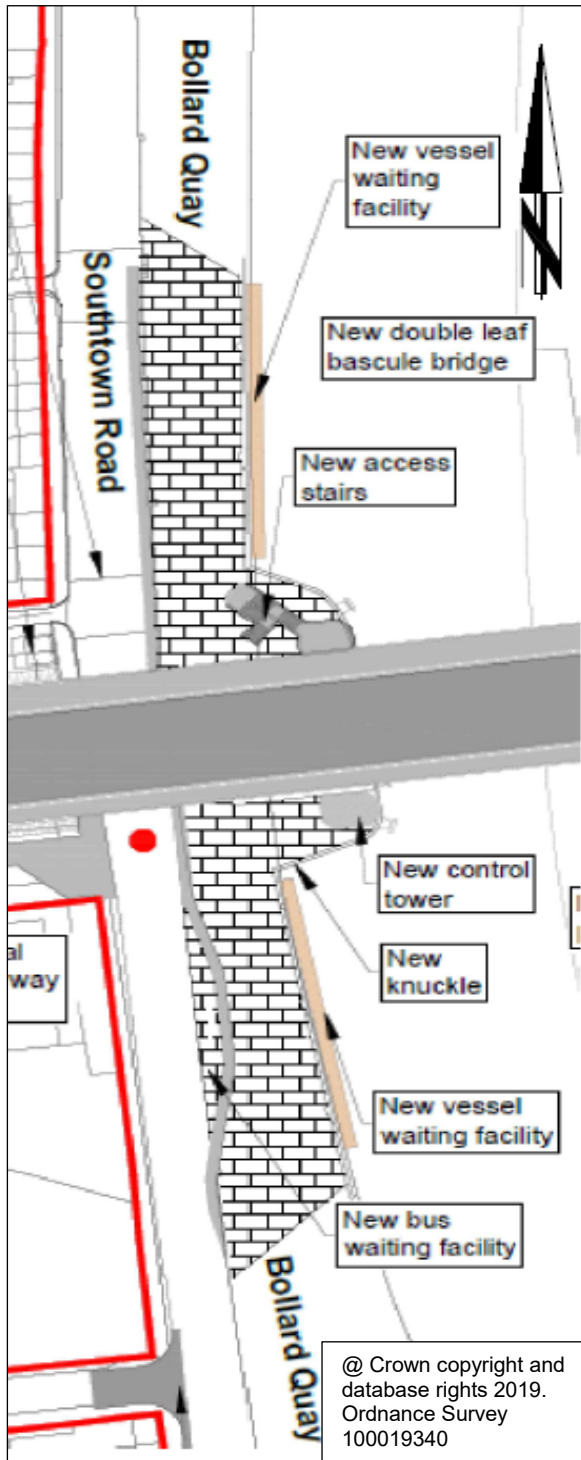 Bollard Quay
New vessel
waiting
facility
Southtown Road
N
New double leaf
bascule bridge
New access
stairs
New control
tower
al
way
New
knuckle
New vessel
waiting facility
New bus
waiting facility
Bollard Quay
@ Crown copyright and
database rights 2019.
Ordnance Survey
100019340